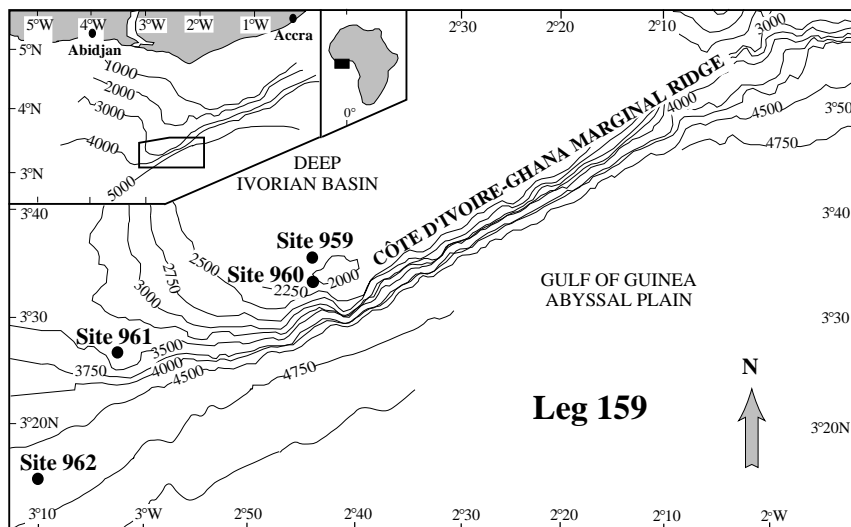 5°W 4°W 3°W 2°W 1°W
Accra
Abidjan
5°N
4°N
3°N
1000
2000
3000
4000
5000
0°
2°30
2°20
2°10
3000
4000
4500
4750
3°50
DEEP
IVORIAN BASIN
CÔTE D'IVOIRE-GHANA MARGINAL RIDGE
3°40
3°40
Site 959
Site 960
2000
2250
2500
2750
3000
GULF OF GUINEA
ABYSSAL PLAIN
3°30
3°30
Site 961
3500
3750
4000
4500
4750
N
Leg 159
3°20N
3°20N
Site 962
3°10 3°W 2°50 2°40 2°30 2°20 2°10 2°W